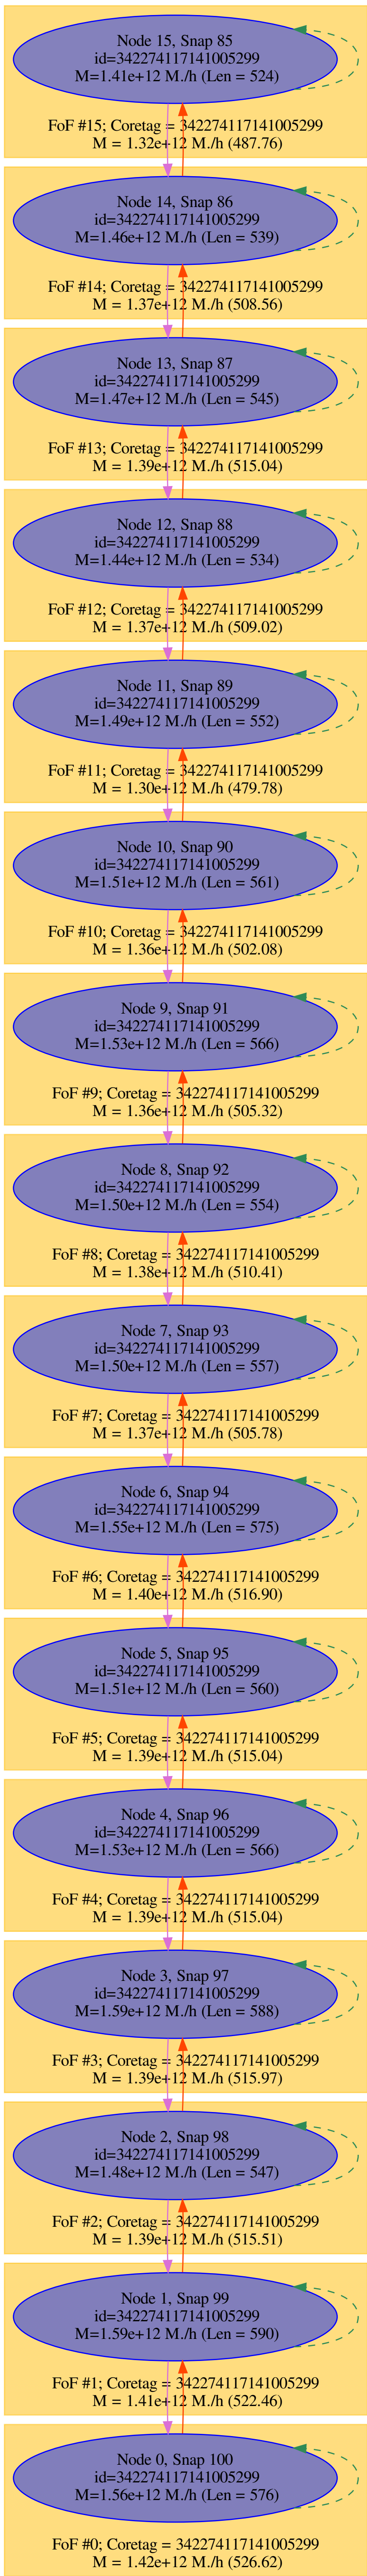 Node 15, Snap 85
id=342274117141005299
M=1.41e+12 M./h (Len = 524)
FoF #15; Coretag = 342274117141005299
M = 1.32e+12 M./h (487.76)
Node 14, Snap 86
id=342274117141005299
M=1.46e+12 M./h (Len = 539)
FoF #14; Coretag = 342274117141005299
M = 1.37e+12 M./h (508.56)
Node 13, Snap 87
id=342274117141005299
M=1.47e+12 M./h (Len = 545)
FoF #13; Coretag = 342274117141005299
M = 1.39e+12 M./h (515.04)
Node 12, Snap 88
id=342274117141005299
M=1.44e+12 M./h (Len = 534)
FoF #12; Coretag = 342274117141005299
M = 1.37e+12 M./h (509.02)
Node 11, Snap 89
id=342274117141005299
M=1.49e+12 M./h (Len = 552)
FoF #11; Coretag = 342274117141005299
M = 1.30e+12 M./h (479.78)
Node 10, Snap 90
id=342274117141005299
M=1.51e+12 M./h (Len = 561)
FoF #10; Coretag = 342274117141005299
M = 1.36e+12 M./h (502.08)
Node 9, Snap 91
id=342274117141005299
M=1.53e+12 M./h (Len = 566)
FoF #9; Coretag = 342274117141005299
M = 1.36e+12 M./h (505.32)
Node 8, Snap 92
id=342274117141005299
M=1.50e+12 M./h (Len = 554)
FoF #8; Coretag = 342274117141005299
M = 1.38e+12 M./h (510.41)
Node 7, Snap 93
id=342274117141005299
M=1.50e+12 M./h (Len = 557)
FoF #7; Coretag = 342274117141005299
M = 1.37e+12 M./h (505.78)
Node 6, Snap 94
id=342274117141005299
M=1.55e+12 M./h (Len = 575)
FoF #6; Coretag = 342274117141005299
M = 1.40e+12 M./h (516.90)
Node 5, Snap 95
id=342274117141005299
M=1.51e+12 M./h (Len = 560)
FoF #5; Coretag = 342274117141005299
M = 1.39e+12 M./h (515.04)
Node 4, Snap 96
id=342274117141005299
M=1.53e+12 M./h (Len = 566)
FoF #4; Coretag = 342274117141005299
M = 1.39e+12 M./h (515.04)
Node 3, Snap 97
id=342274117141005299
M=1.59e+12 M./h (Len = 588)
FoF #3; Coretag = 342274117141005299
M = 1.39e+12 M./h (515.97)
Node 2, Snap 98
id=342274117141005299
M=1.48e+12 M./h (Len = 547)
FoF #2; Coretag = 342274117141005299
M = 1.39e+12 M./h (515.51)
Node 1, Snap 99
id=342274117141005299
M=1.59e+12 M./h (Len = 590)
FoF #1; Coretag = 342274117141005299
M = 1.41e+12 M./h (522.46)
Node 0, Snap 100
id=342274117141005299
M=1.56e+12 M./h (Len = 576)
FoF #0; Coretag = 342274117141005299
M = 1.42e+12 M./h (526.62)